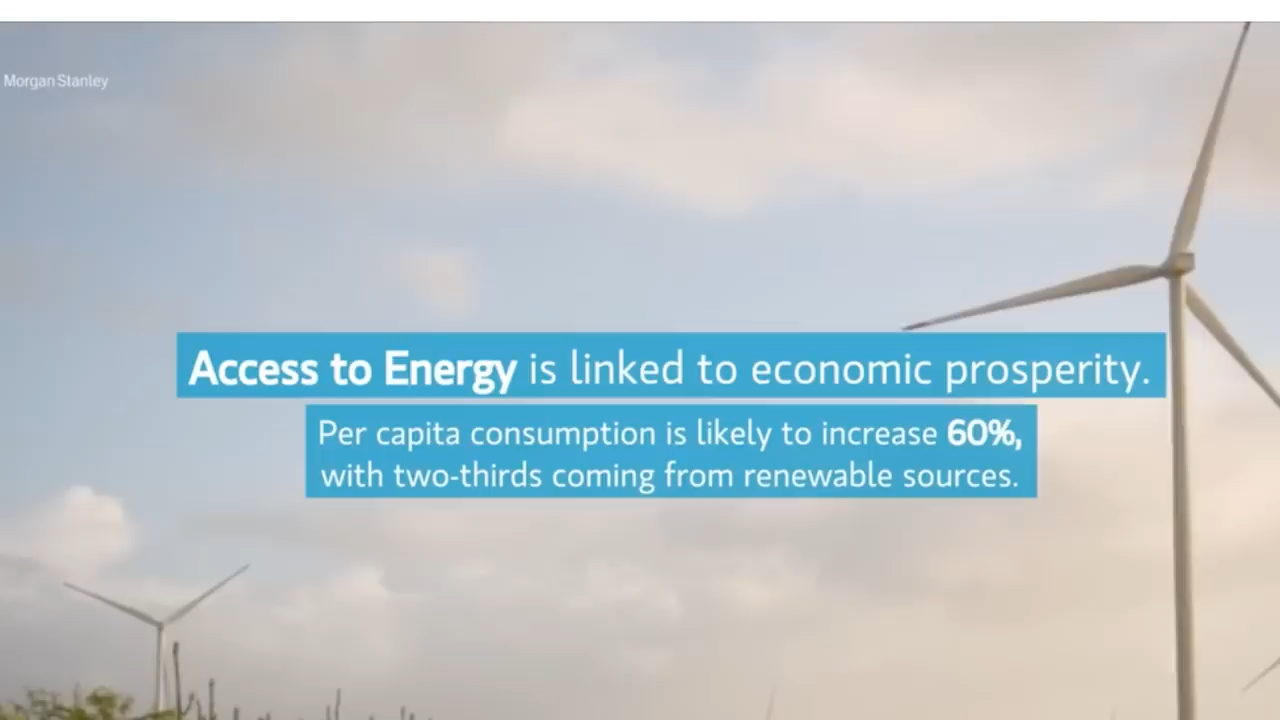 Morgan Stanley
Access to Energy is linked to economic prosperity.
Per capita consumption is likely to increase 60%,
with two-thirds coming from renewable sources.